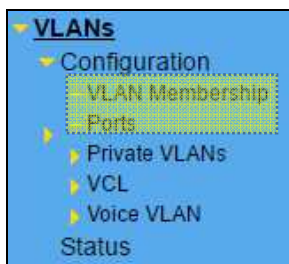 VLANs
Configuration
VLAN Membership
Ports
Private VLANs
VCL
Voice VLAN
Status